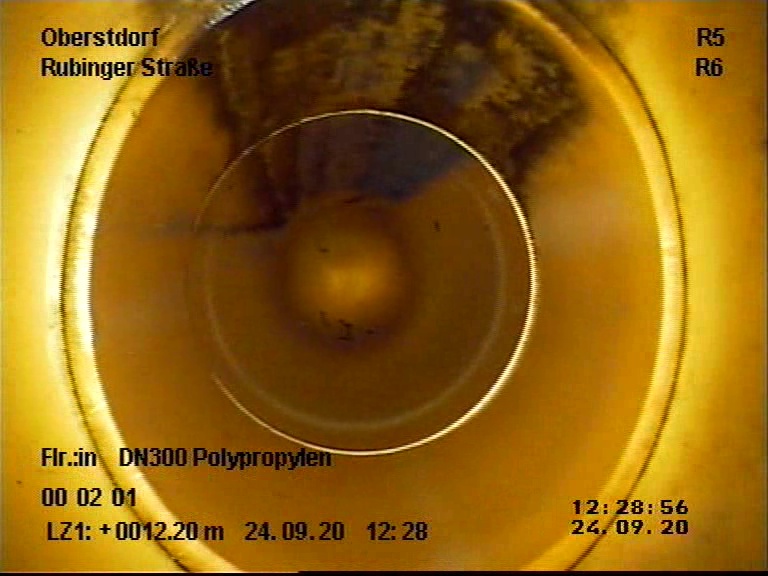 Oberstdorf
R5
Rubinger Straße
R6
Flr.:in DN300 Polypropylen
00 02 01
LZ1: +0012.20 m 24.09.20 12:28
12:28:56
24.09.20